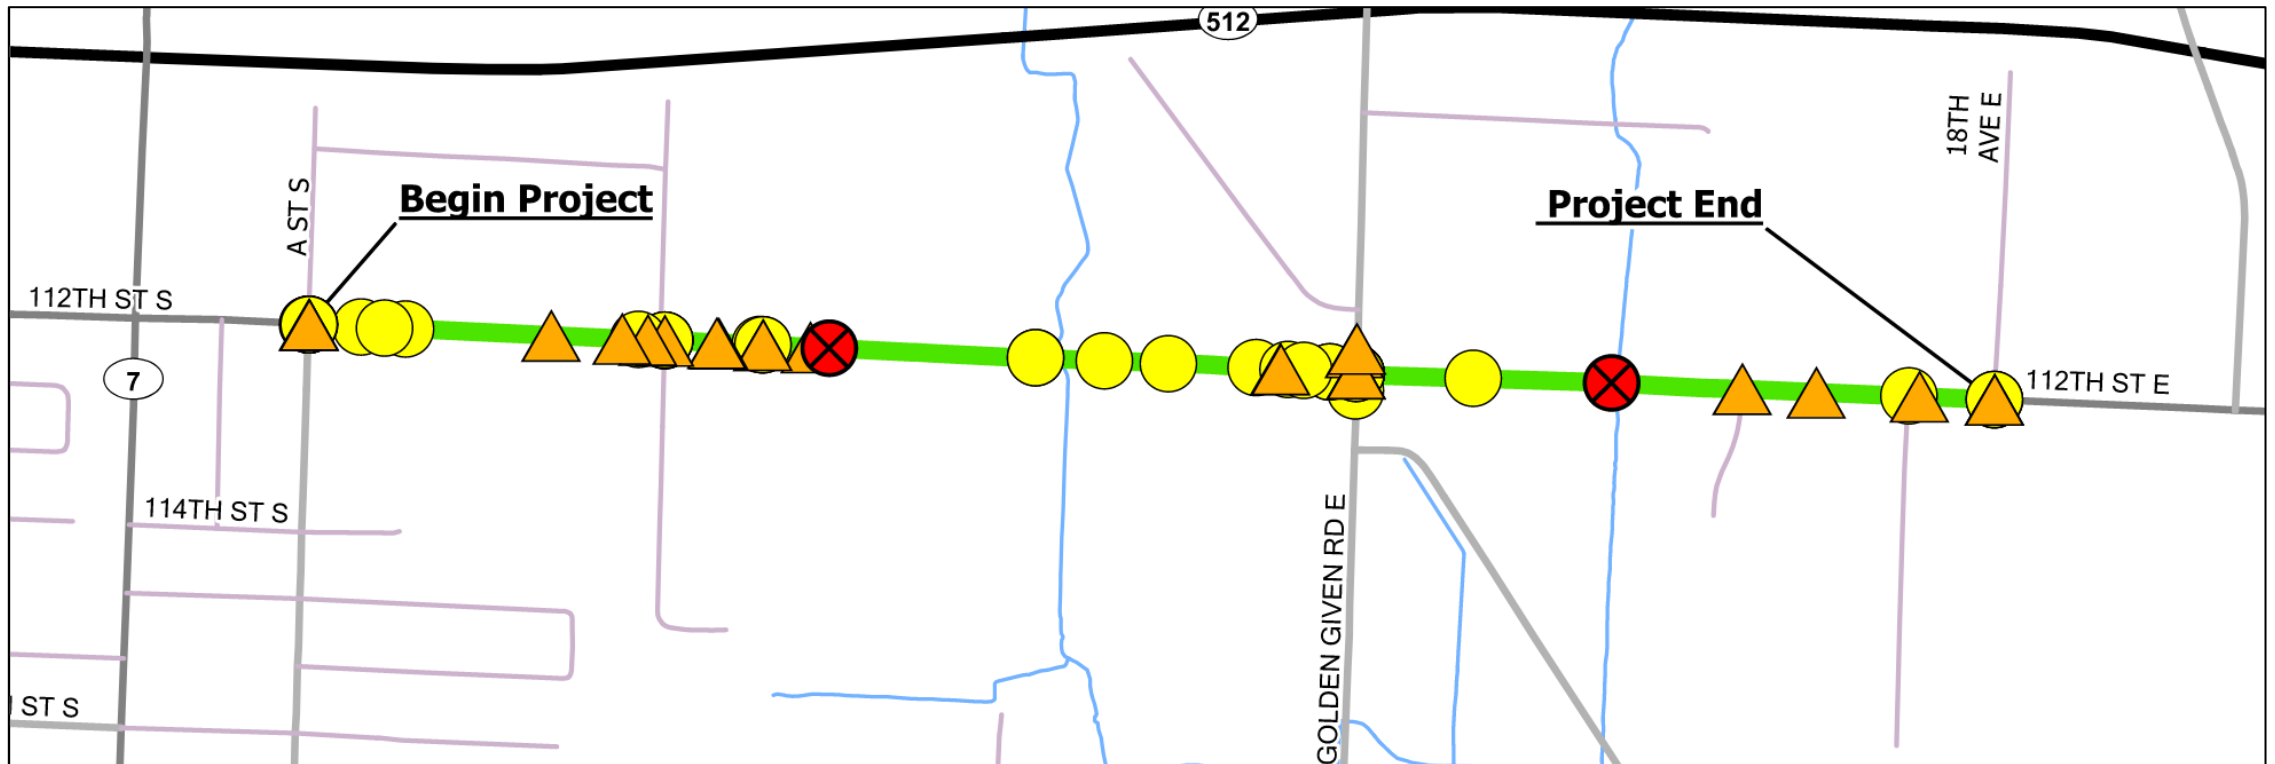 512
18TH
AVE E
A ST S
Begin Project
Project End
112TH ST S
112TH ST E
7
114TH ST S
GOLDEN GIVEN RD E
ST S